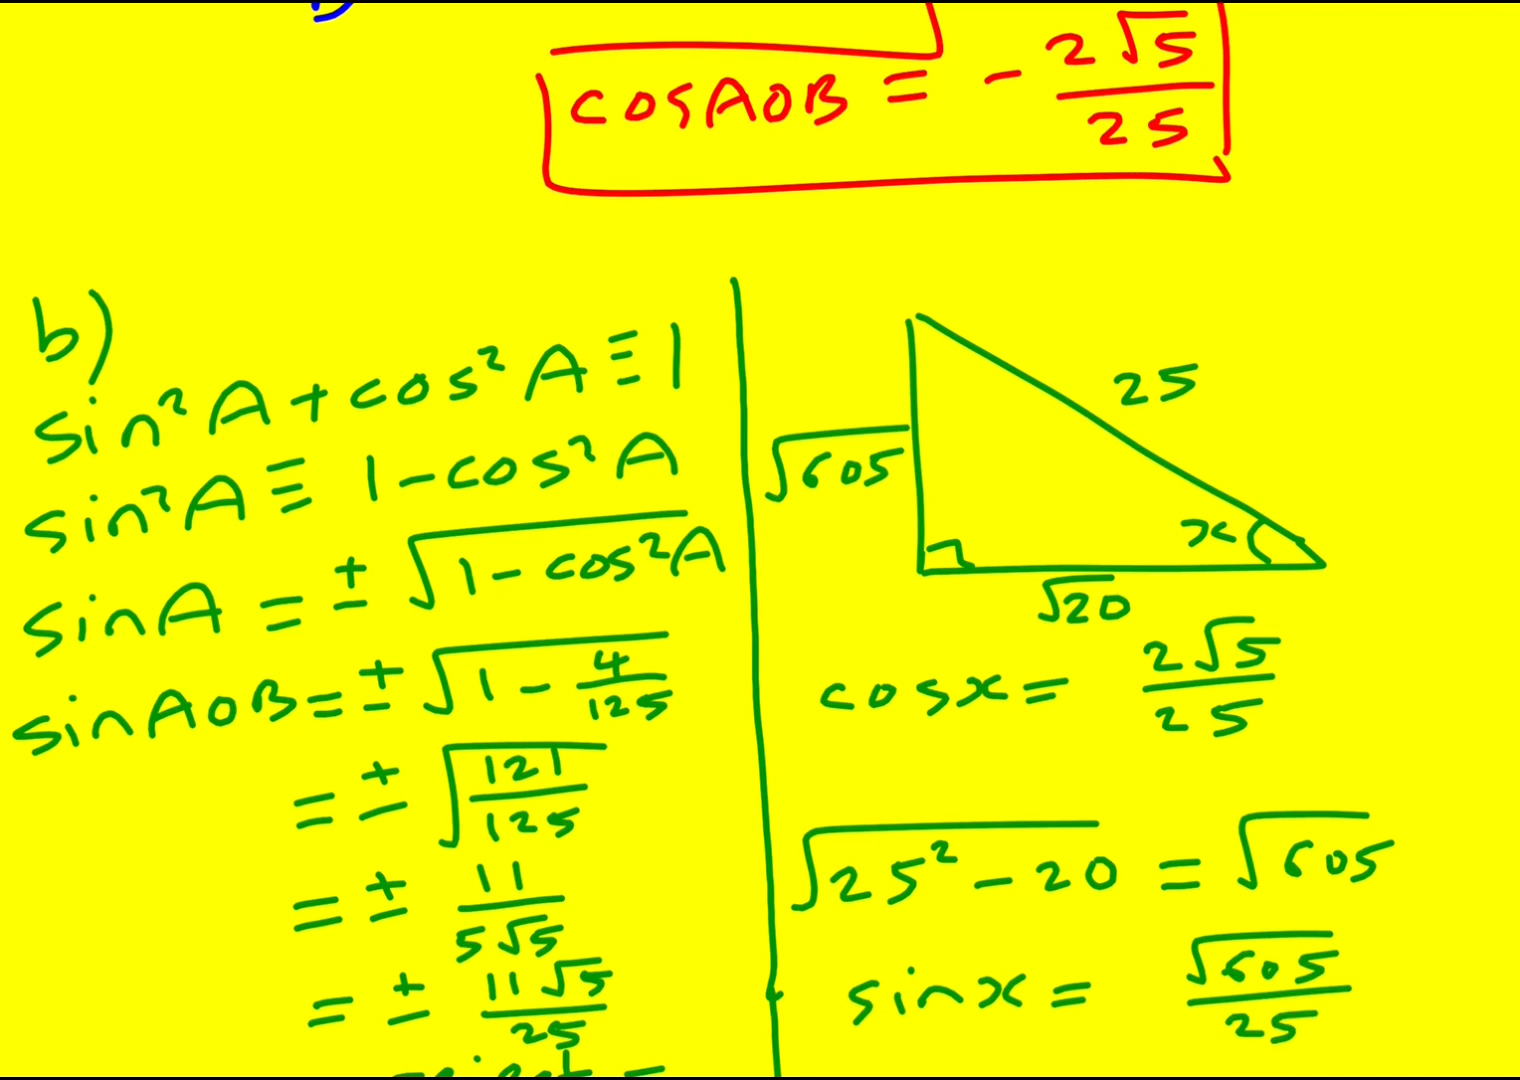 cosAOB = - 2√5/25
b)
sin²A + cos²A ≡ 1
sin²A ≡ 1 - cos²A
sinA = ± √(1 - cos²A)
sinAOB = ± √(1 - 4/125)
= ± √(121/125)
= ± 11/(5√5)
= ± 11√5/25
25
√605
x
√20
cosx = 2√5/25
√(25² - 20) = √605
sinx = √605/25